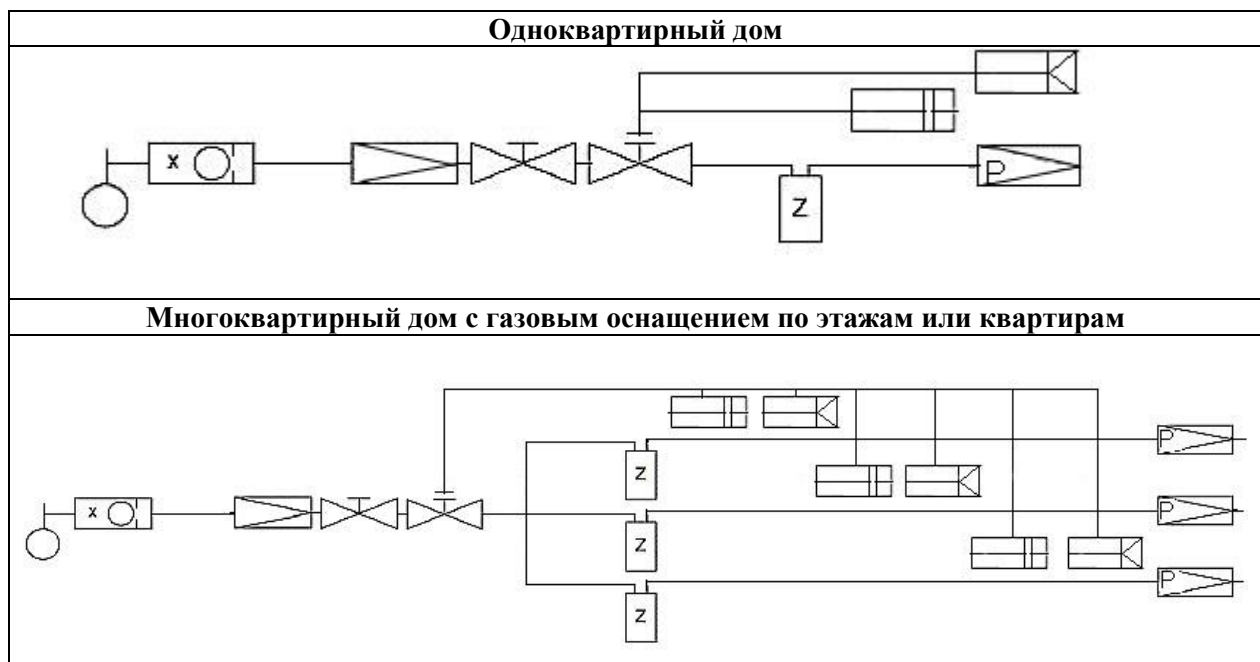 Одноквартирный дом
x
Z
P
Многоквартирный дом с газовым оснащением по этажам или квартирам
x
Z
P
Z
P
Z
P